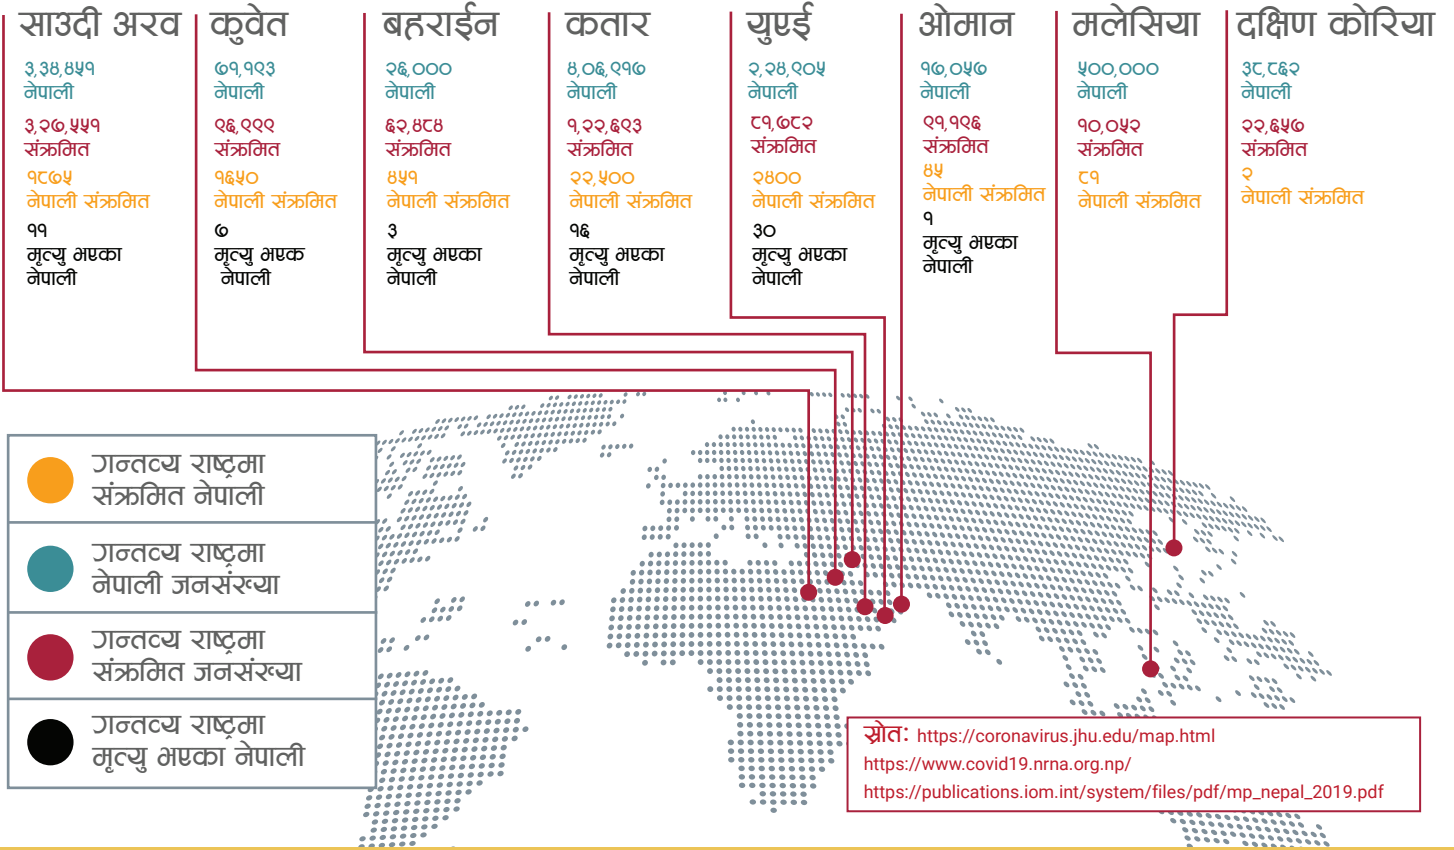 साउदी अरव
३,३४,४५१
नेपाली
३,२७,५५१
संक्रमित
१८७५
नेपाली संक्रमित
११
मृत्यु भएका
नेपाली
कुवेत
७१,१९३
नेपाली
९६,९९९
संक्रमित
१६५०
नेपाली संक्रमित
७
मृत्यु भएक
नेपाली
बहराईन
२६,०००
नेपाली
६२,४८४
संक्रमित
४५१
नेपाली संक्रमित
३
मृत्यु भएका
नेपाली
कतार
४,०६,९१७
नेपाली
१,२२,६९३
संक्रमित
२२,५००
नेपाली संक्रमित
१६
मृत्यु भएका
नेपाली
युएई
२,२४,९०५
नेपाली
८१,७८२
संक्रमित
२४००
नेपाली संक्रमित
३०
मृत्यु भएका
नेपाली
ओमान
१७,०५७
नेपाली
९१,१९६
संक्रमित
४५
नेपाली संक्रमित
१
मृत्यु भएका
नेपाली
मलेसिया
५००,०००
नेपाली
१०,०५२
संक्रमित
८१
नेपाली संक्रमित
दक्षिण कोरिया
३८,८६२
नेपाली
२२,६५७
संक्रमित
२
नेपाली संक्रमित
गन्तव्य राष्ट्रमा
संक्रमित नेपाली
गन्तव्य राष्ट्रमा
नेपाली जनसंख्या
गन्तव्य राष्ट्रमा
संक्रमित जनसंख्या
गन्तव्य राष्ट्रमा
मृत्यु भएका नेपाली
स्रोत: https://coronavirus.jhu.edu/map.html
https://www.covid19.nrna.org.np/
https://publications.iom.int/system/files/pdf/mp_nepal_2019.pdf